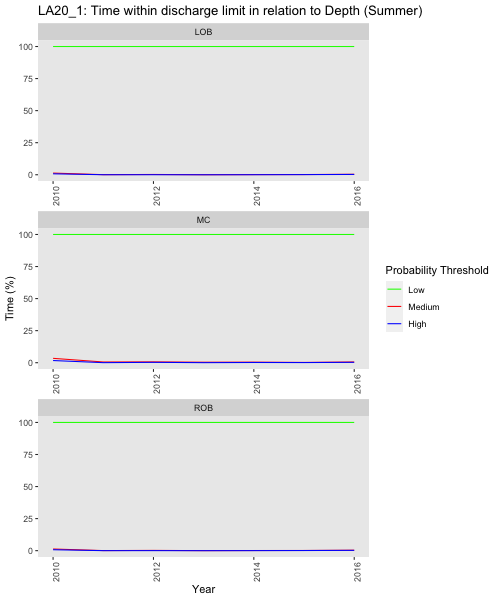 LA20_1: Time within discharge limit in relation to Depth (Summer)
LOB
100
75
50
25
0
2010
2012
2014
2016
MC
100
75
50
25
0
2010
2012
2014
2016
ROB
100
75
50
25
0
2010
2012
2014
2016
Time (%)
Year
Probability Threshold
Low
Medium
High